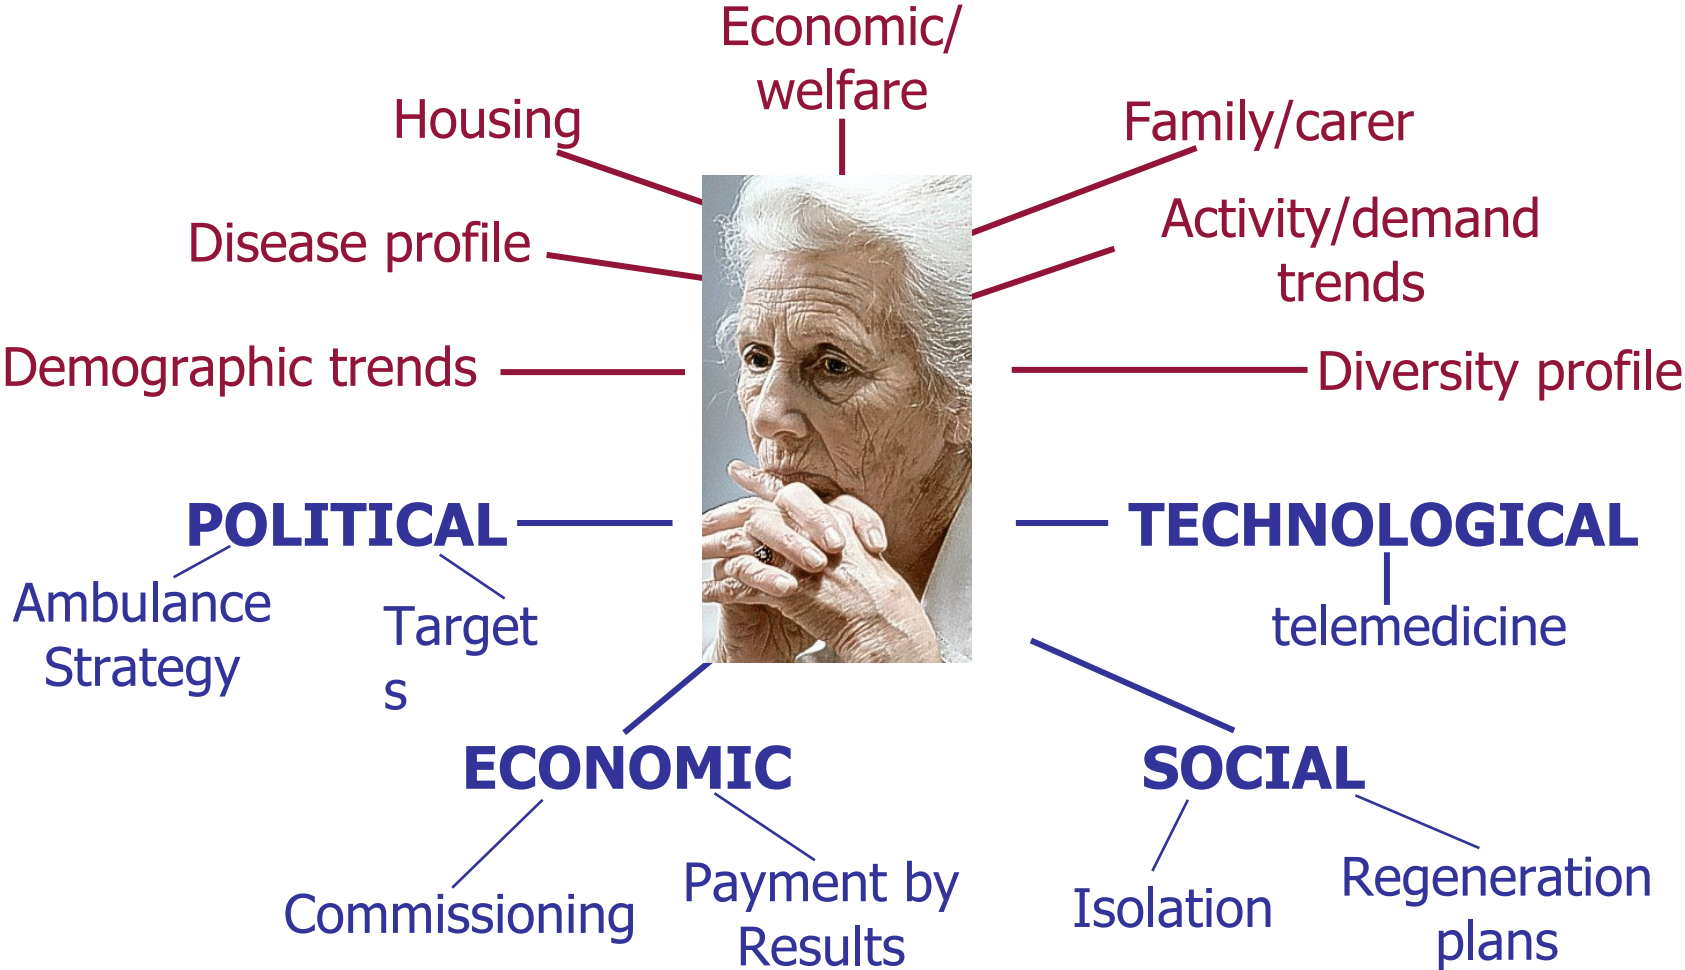 Economic/
welfare
Housing
Family/carer
Disease profile
Activity/demand
trends
Demographic trends
Diversity profile
POLITICAL
TECHNOLOGICAL
Ambulance
Strategy
Target
s
telemedicine
ECONOMIC
SOCIAL
Commissioning
Payment by
Results
Isolation
Regeneration
plans